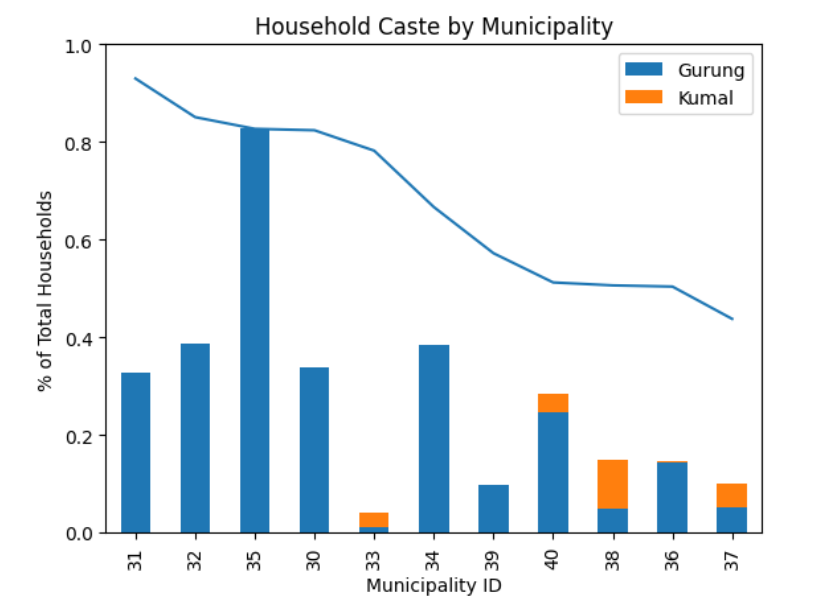 Household Caste by Municipality
Gurung
Kumal
% of Total Households
1.0
0.8
0.6
0.4
0.2
0.0
31 32 35 30 33 34 39 40 38 36 37
Municipality ID